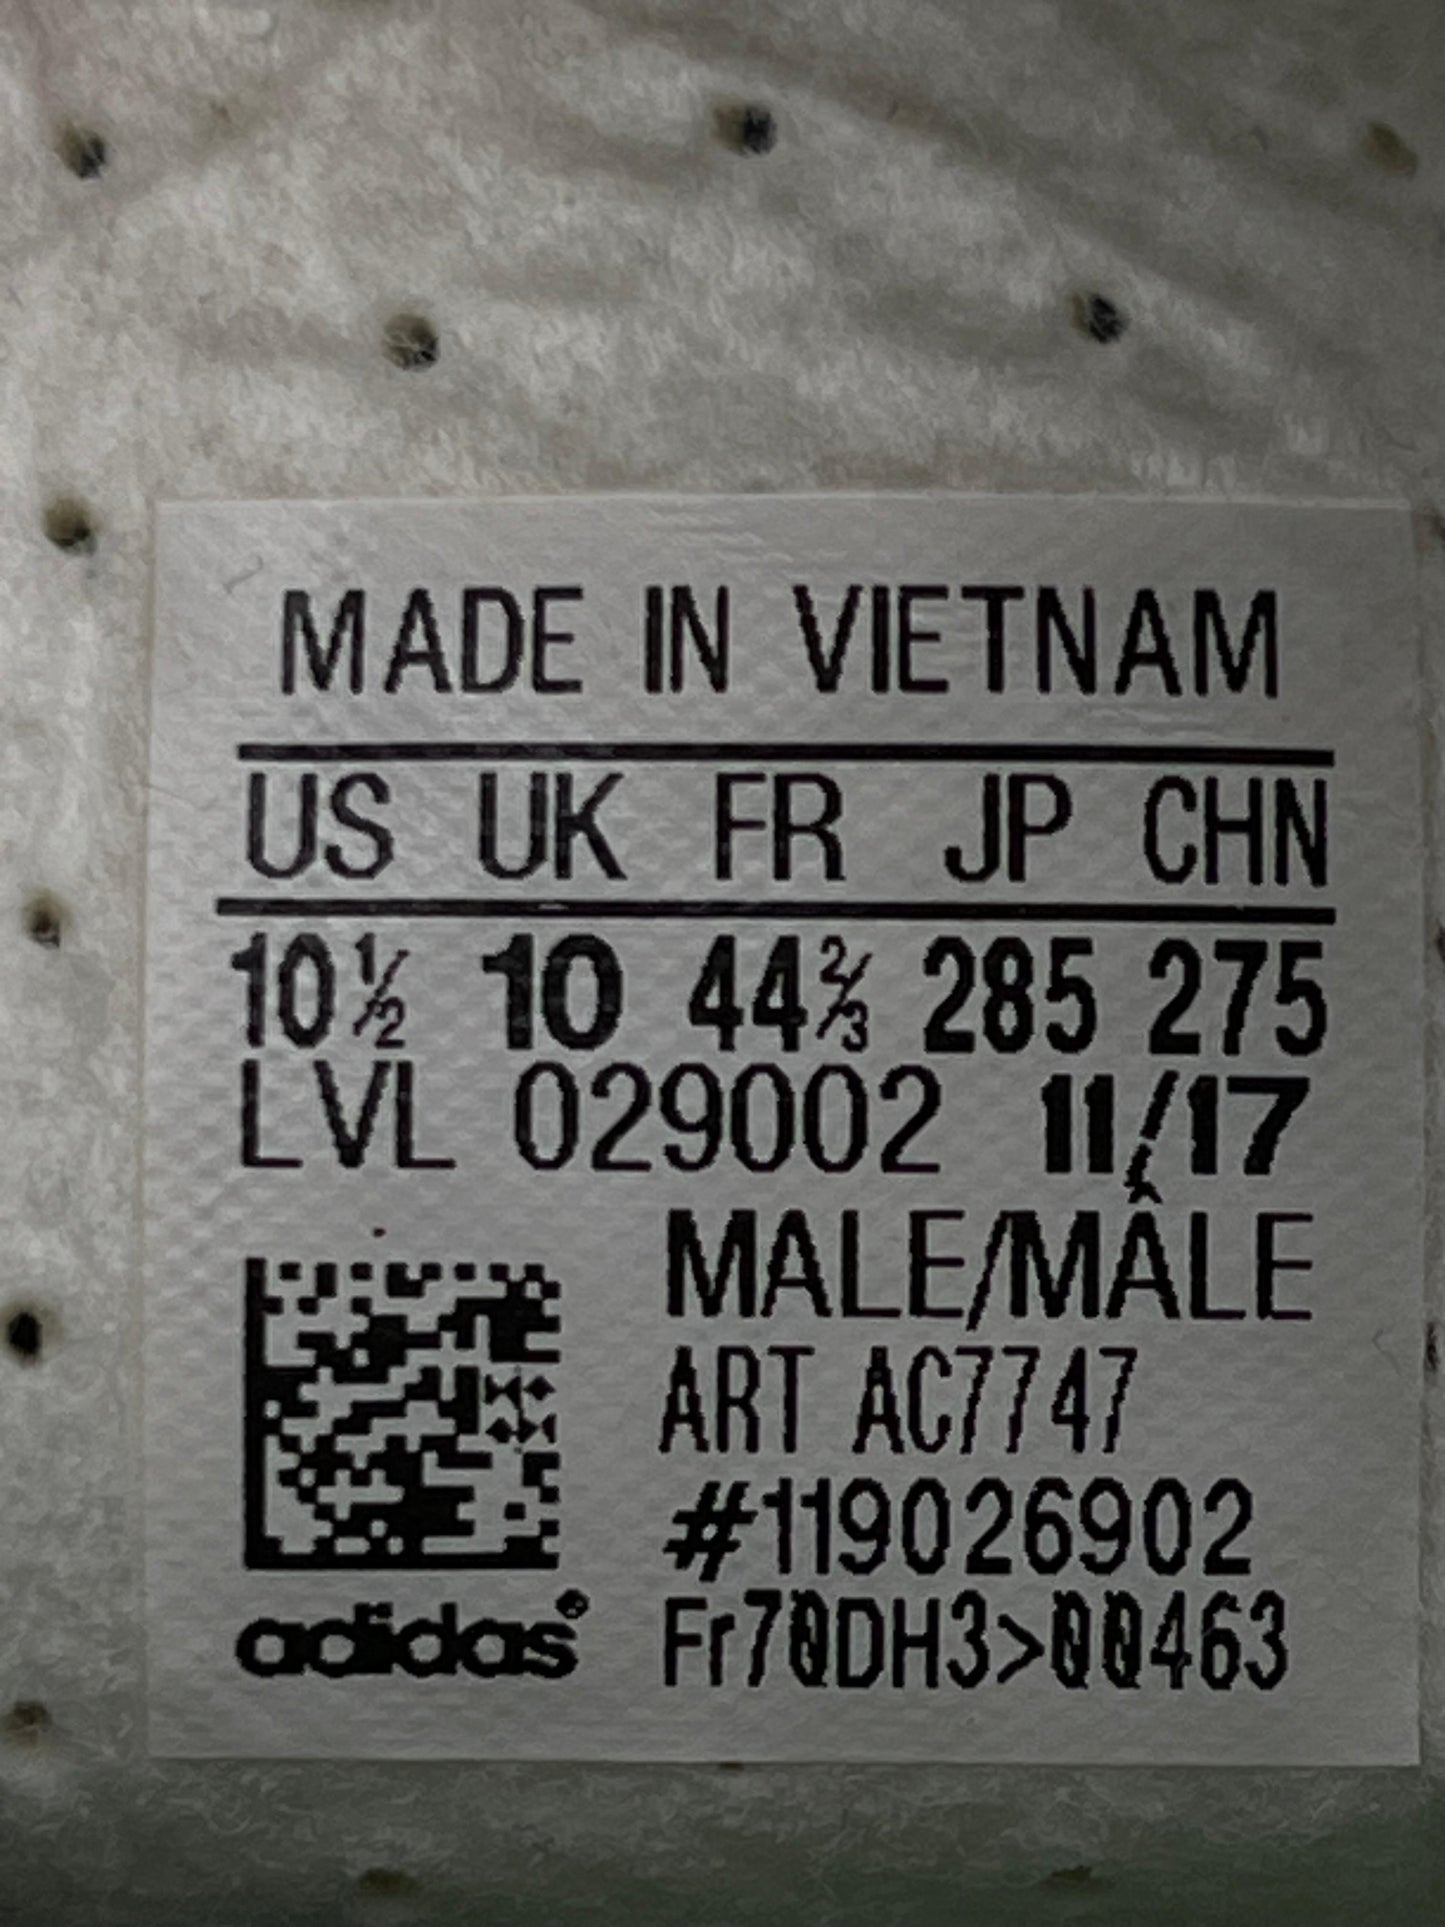 MADE IN VIETNAM
US UK FR JP CHN
10½ 10 44⅔ 285 275
LVL 029002 11/17
MALE/MÂLE
ART AC7747
#119026902
adidas® Fr70DH3>00463